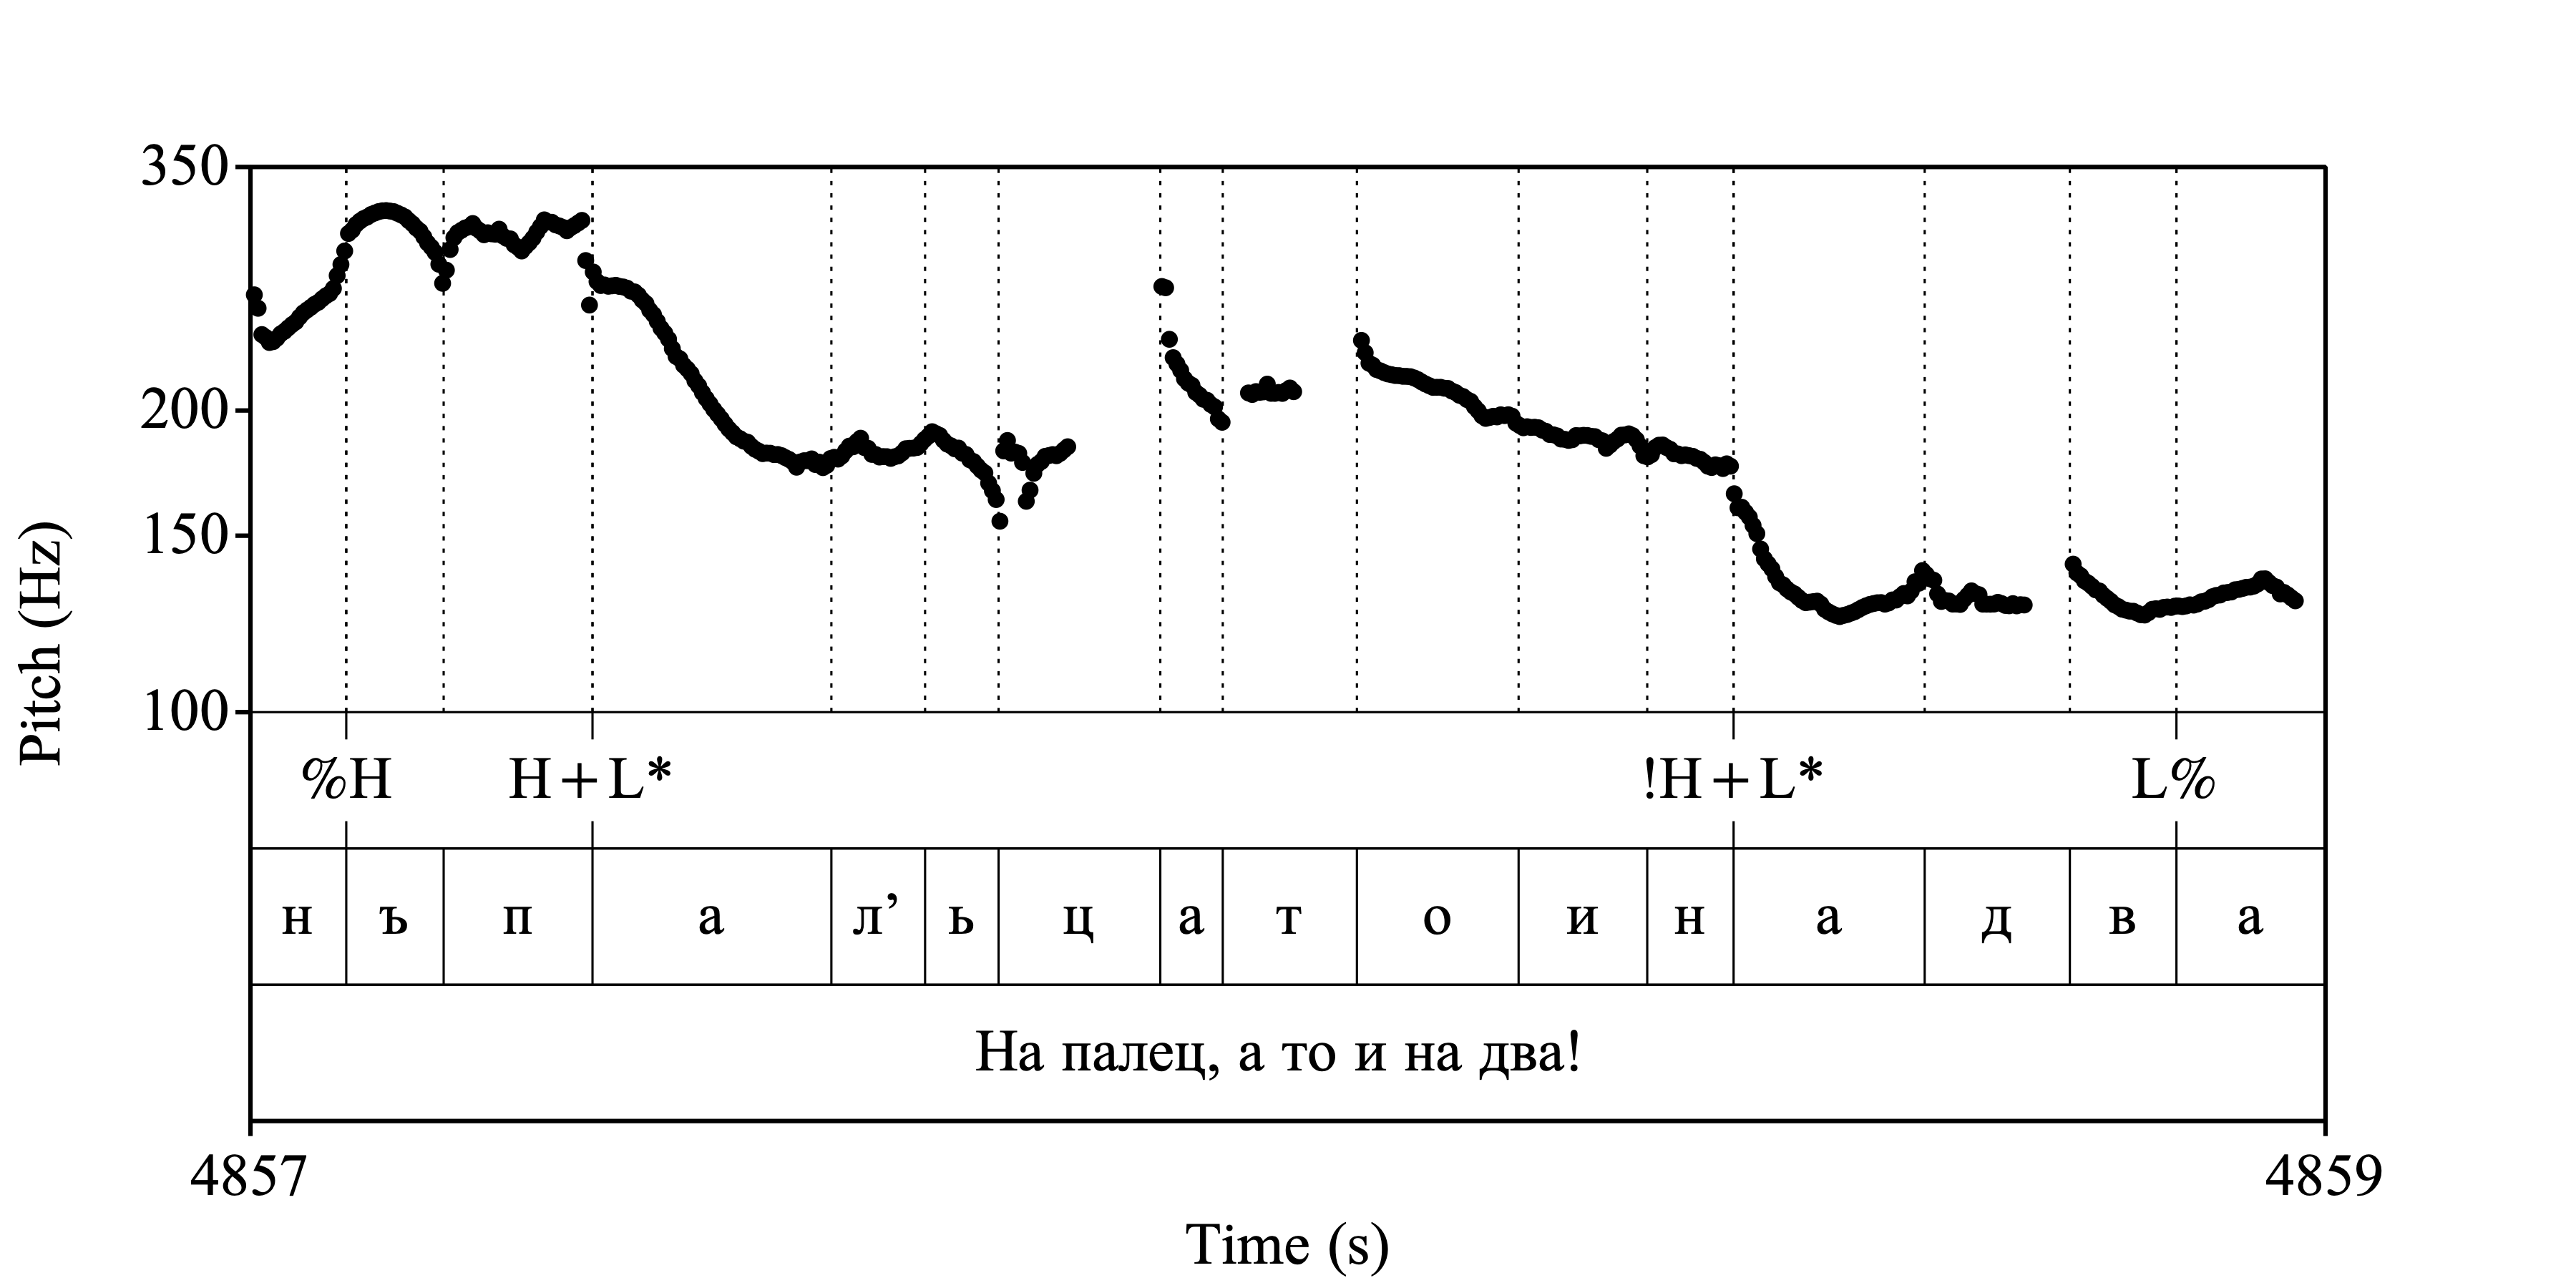 350
200
150
100
Pitch (Hz)
%H H+L* !H+L* L%
н ъ п а л’ ь ц а т о и н а д в а
На палец, а то и на два!
4857 4859
Time (s)